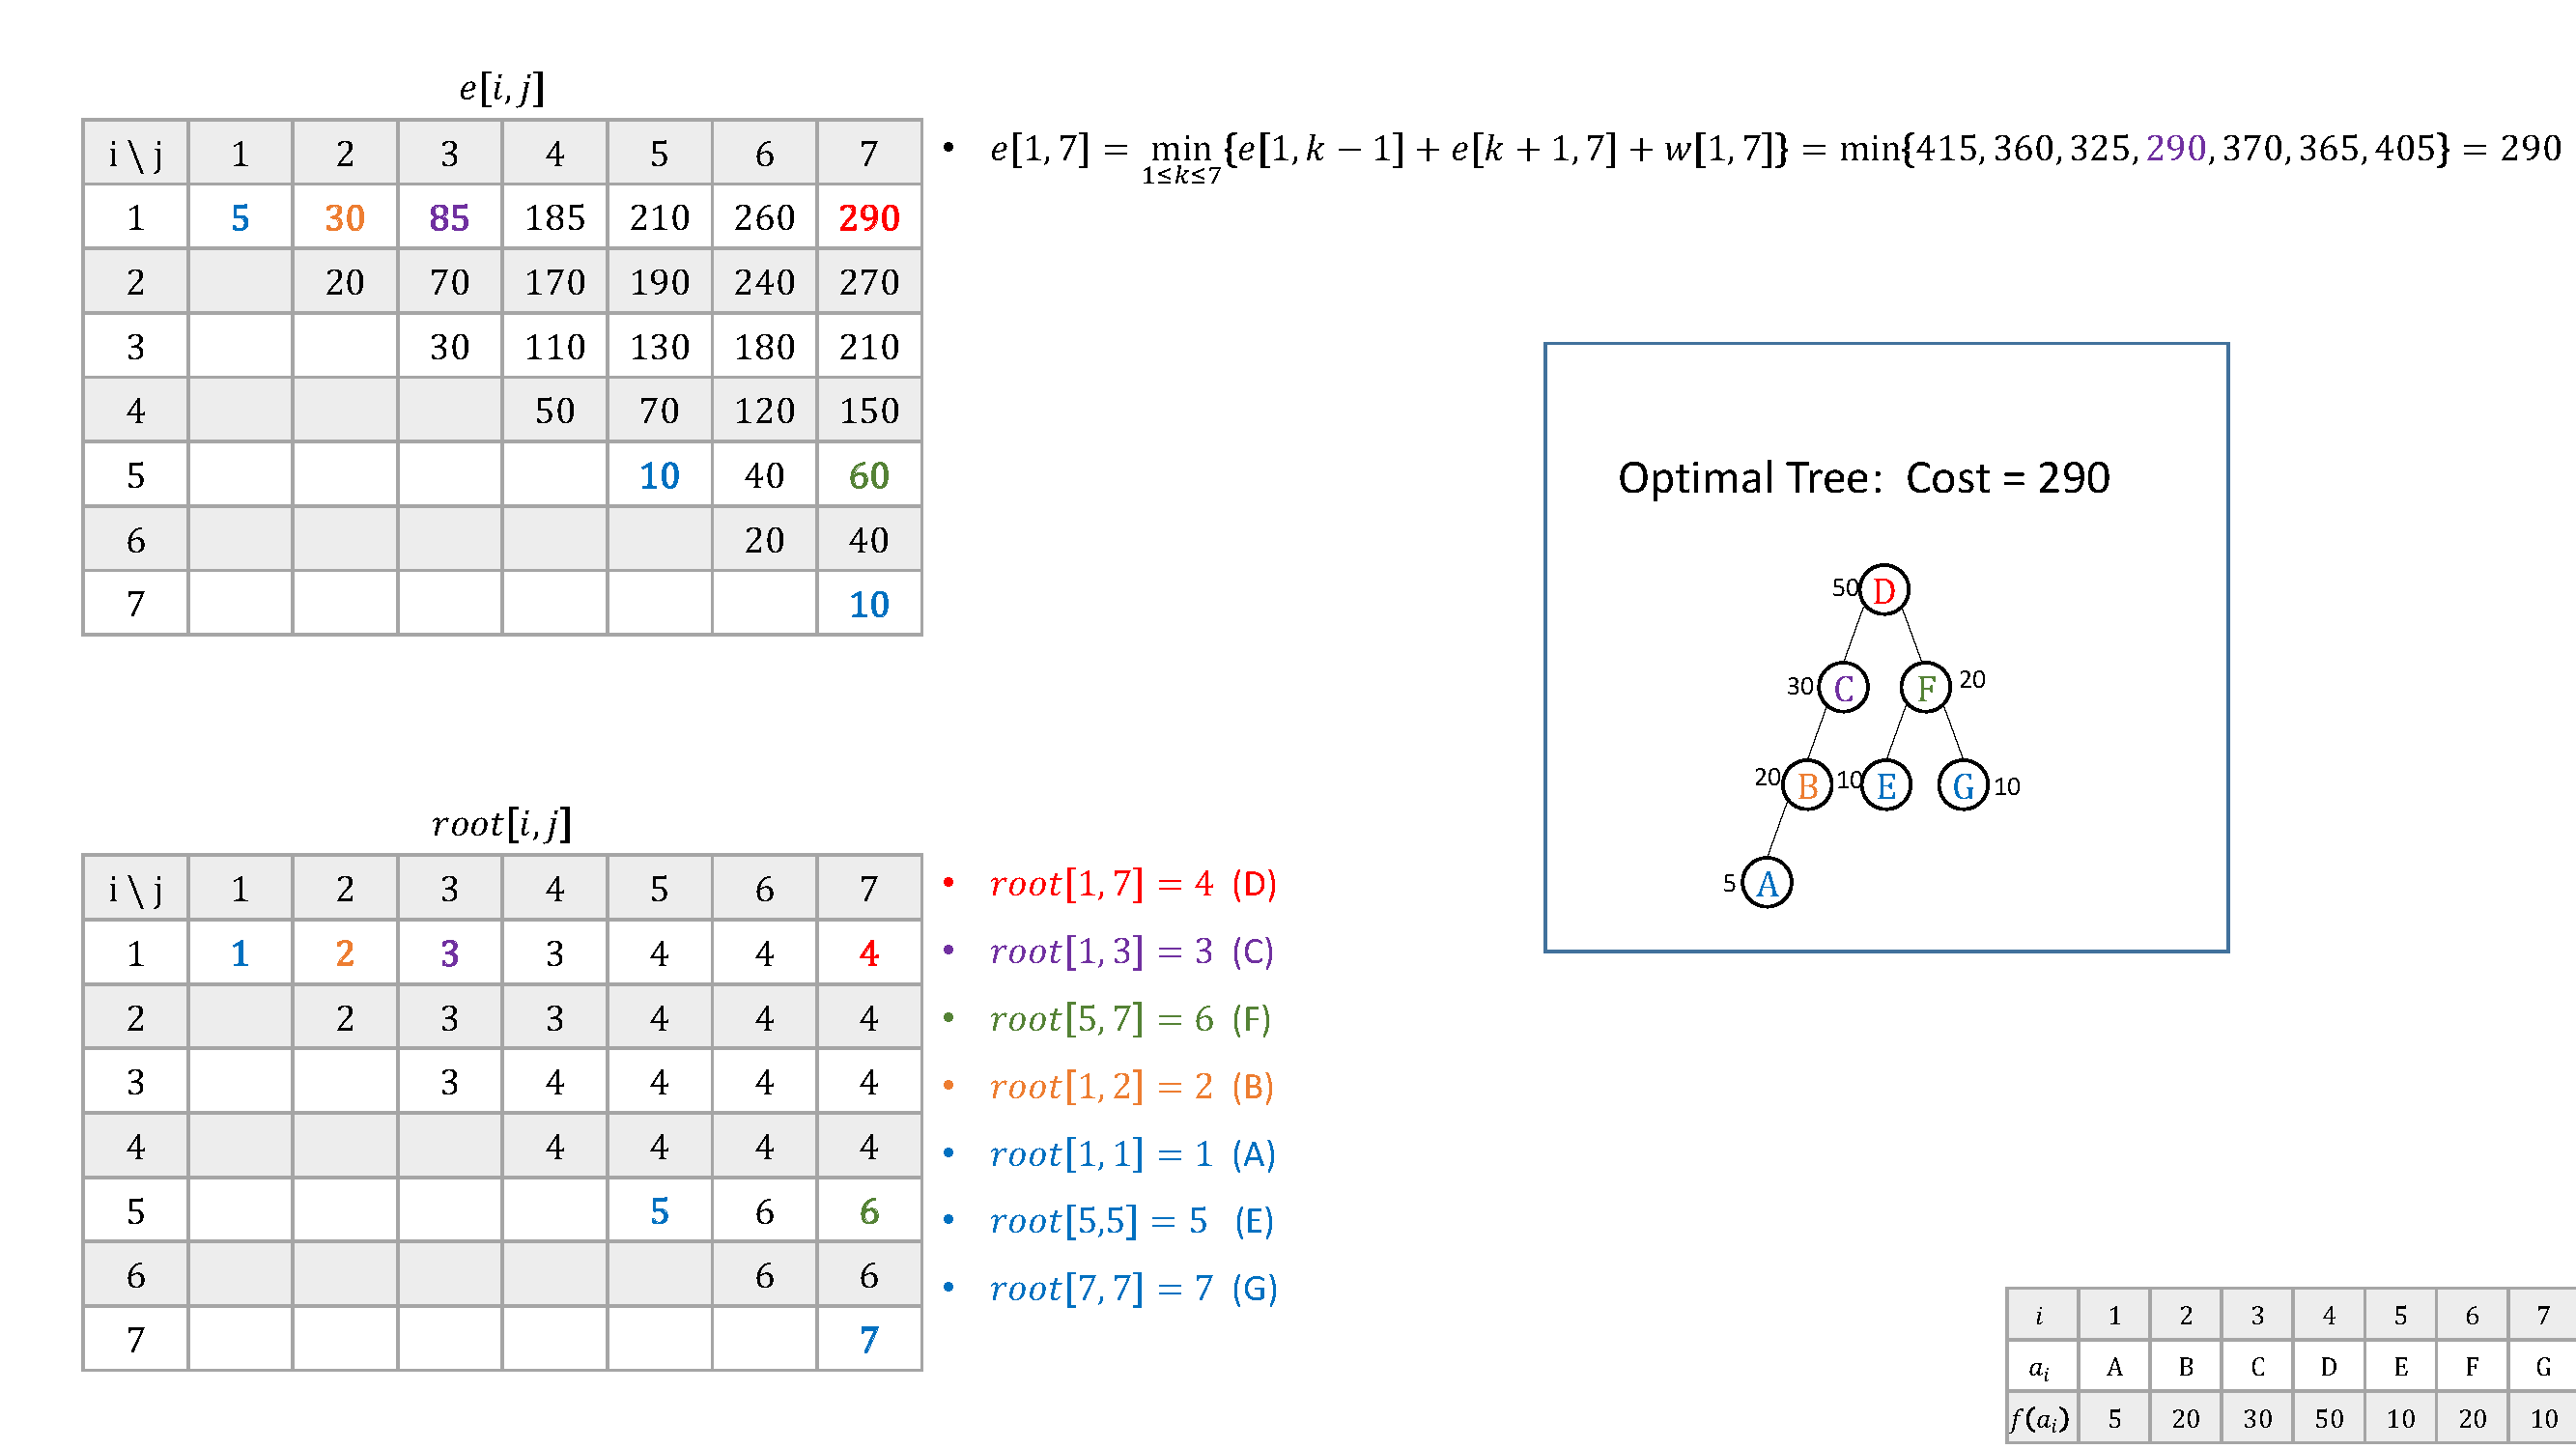 e[i, j]
i \ j 1 2 3 4 5 6 7
1 5 30 85 185 210 260 290
2 20 70 170 190 240 270
3 30 110 130 180 210
4 50 70 120 150
5 10 40 60
6 20 40
7 10
• e[1, 7] = min{e[1, k − 1] + e[k + 1, 7] + w[1, 7]} = min{415, 360, 325, 290, 370, 365, 405} = 290
1≤k≤7
Optimal Tree: Cost = 290
50 D
30 C F 20
20 B 10 E G 10
5 A
root[i, j]
i \ j 1 2 3 4 5 6 7
1 1 2 3 3 4 4 4
2 2 3 3 4 4 4
3 3 4 4 4 4
4 4 4 4 4
5 5 6 6
6 6 6
7 7
• root[1, 7] = 4 (D)
• root[1, 3] = 3 (C)
• root[5, 7] = 6 (F)
• root[1, 2] = 2 (B)
• root[1, 1] = 1 (A)
• root[5,5] = 5 (E)
• root[7, 7] = 7 (G)
i 1 2 3 4 5 6 7
aᵢ A B C D E F G
f(aᵢ) 5 20 30 50 10 20 10